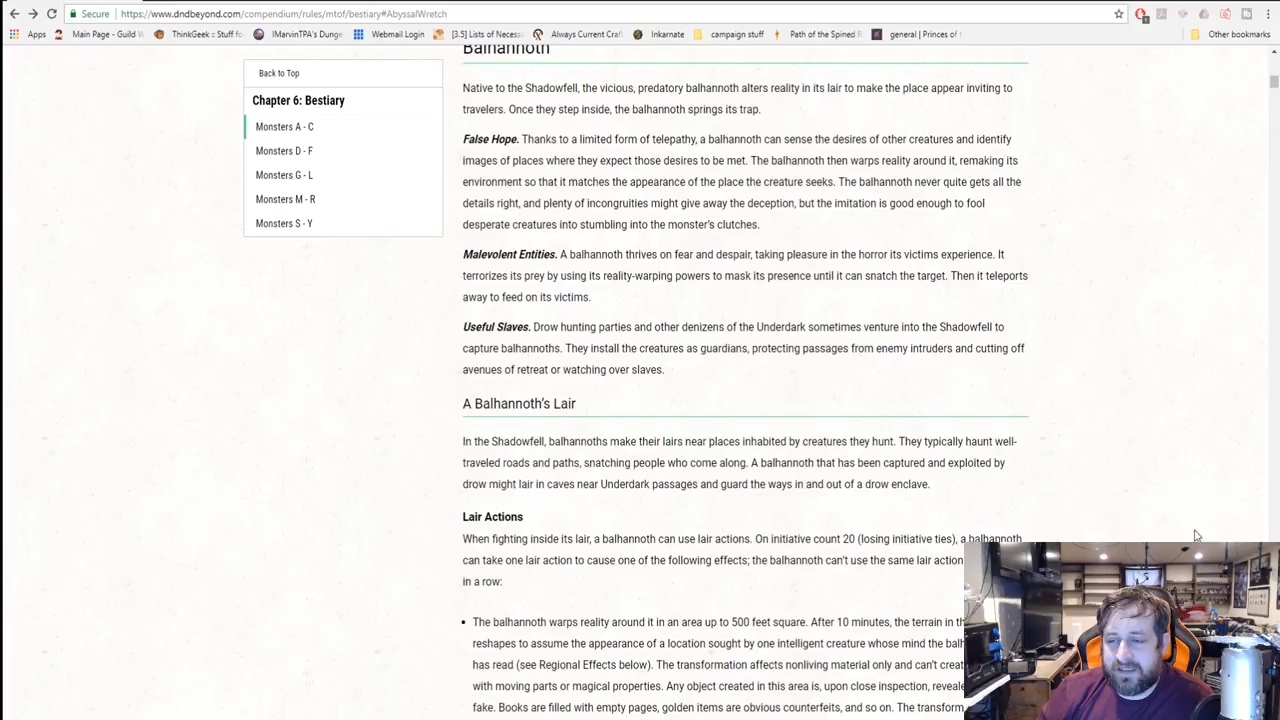 Secure https://www.dndbeyond.com/compendium/rules/mtof/bestiary#AbyssalWretch
Apps Main Page - Guild W ThinkGeek :: Stuff fo IMarvinTPA's Dunge Webmail Login [3.5] Lists of Necess Always Current Craf Inkarnate campaign stuff Path of the Spined R general | Princes of t Other bookmarks
Back to Top
Chapter 6: Bestiary
Monsters A - C
Monsters D - F
Monsters G - L
Monsters M - R
Monsters S - Y
Balhannoth
Native to the Shadowfell, the vicious, predatory balhannoth alters reality in its lair to make the place appear inviting to
travelers. Once they step inside, the balhannoth springs its trap.
False Hope. Thanks to a limited form of telepathy, a balhannoth can sense the desires of other creatures and identify
images of places where they expect those desires to be met. The balhannoth then warps reality around it, remaking its
environment so that it matches the appearance of the place the creature seeks. The balhannoth never quite gets all the
details right, and plenty of incongruities might give away the deception, but the imitation is good enough to fool
desperate creatures into stumbling into the monster's clutches.
Malevolent Entities. A balhannoth thrives on fear and despair, taking pleasure in the horror its victims experience. It
terrorizes its prey by using its reality-warping powers to mask its presence until it can snatch the target. Then it teleports
away to feed on its victims.
Useful Slaves. Drow hunting parties and other denizens of the Underdark sometimes venture into the Shadowfell to
capture balhannoths. They install the creatures as guardians, protecting passages from enemy intruders and cutting off
avenues of retreat or watching over slaves.
A Balhannoth's Lair
In the Shadowfell, balhannoths make their lairs near places inhabited by creatures they hunt. They typically haunt well-
traveled roads and paths, snatching people who come along. A balhannoth that has been captured and exploited by
drow might lair in caves near Underdark passages and guard the ways in and out of a drow enclave.
Lair Actions
When fighting inside its lair, a balhannoth can use lair actions. On initiative count 20 (losing initiative ties), a balhannoth
can take one lair action to cause one of the following effects; the balhannoth can't use the same lair action
in a row:
• The balhannoth warps reality around it in an area up to 500 feet square. After 10 minutes, the terrain in th
reshapes to assume the appearance of a location sought by one intelligent creature whose mind the balh
has read (see Regional Effects below). The transformation affects nonliving material only and can't creat
with moving parts or magical properties. Any object created in this area is, upon close inspection, reveale
fake. Books are filled with empty pages, golden items are obvious counterfeits, and so on. The transform